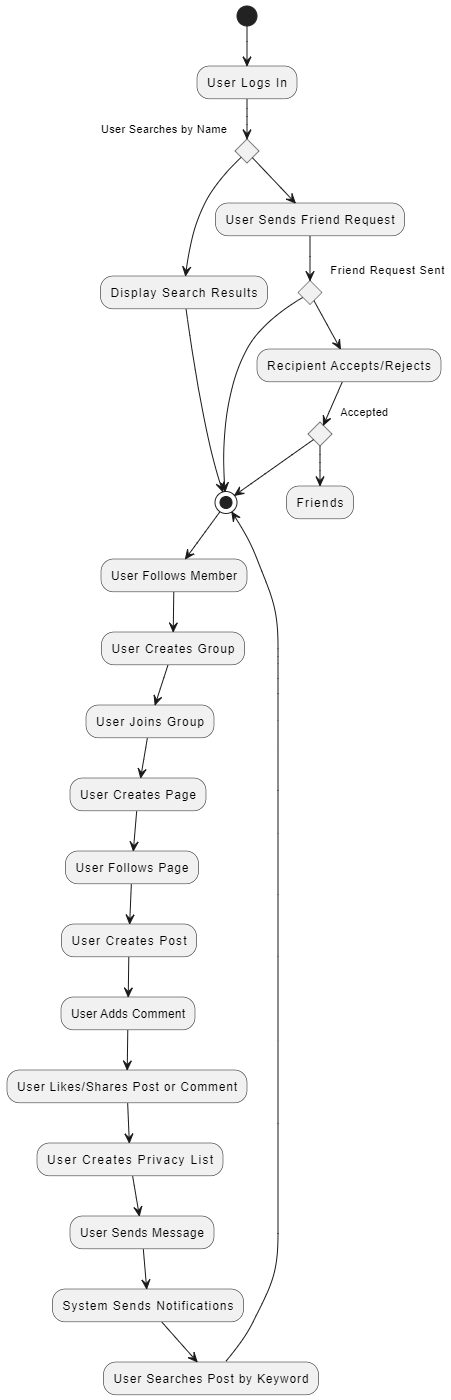 User Logs In
User Searches by Name
User Sends Friend Request
Friend Request Sent
Display Search Results
Recipient Accepts/Rejects
Accepted
Friends
User Follows Member
User Creates Group
User Joins Group
User Creates Page
User Follows Page
User Creates Post
User Adds Comment
User Likes/Shares Post or Comment
User Creates Privacy List
User Sends Message
System Sends Notifications
User Searches Post by Keyword